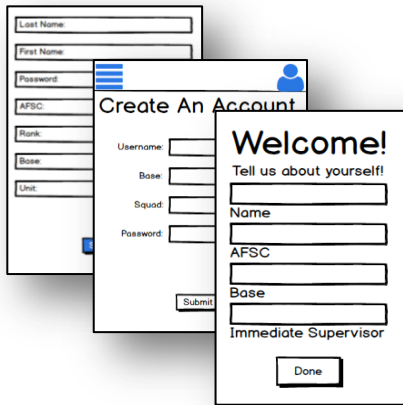 Last Name:
First Name:
Password:
AFSC:
Rank:
Base:
Unit:
Create An Account
Username:
Base:
Squad:
Password:
Submit
Welcome!
Tell us about yourself!
Name
AFSC
Base
Immediate Supervisor
Done